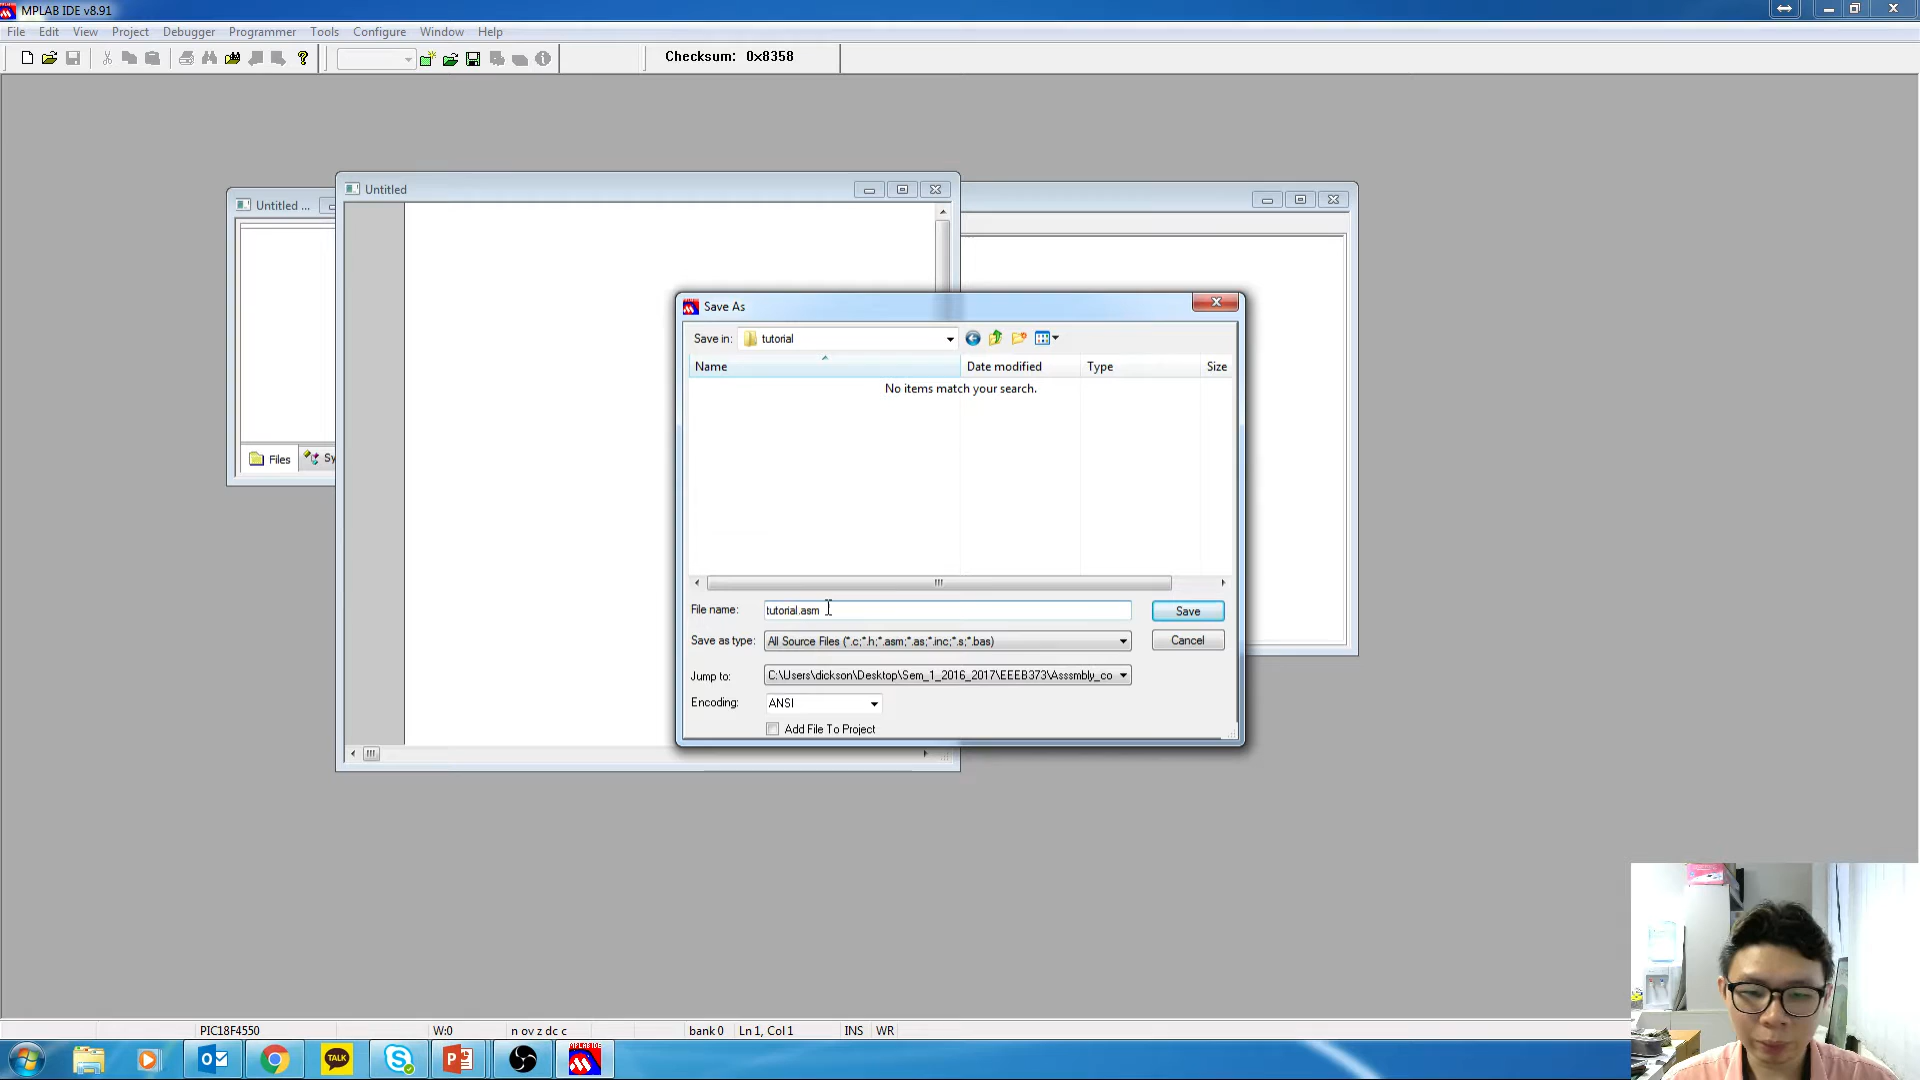 MPLAB IDE v8.91
File Edit View Project Debugger Programmer Tools Configure Window Help
Checksum: 0x8358
Untitled ...
Untitled
Files
Sy
Save As
Save in: tutorial
Name Date modified Type Size
No items match your search.
File name: tutorial.asm Save
Save as type: All Source Files (*.c;*.h;*.asm;*.as;*.inc;*.s;*.bas) Cancel
Jump to: C:\Users\dickson\Desktop\Sem_1_2016_2017\EEEB373\Asssmbly_co
Encoding: ANSI
Add File To Project
PIC18F4550 W:0 n ov z dc c bank 0 Ln 1, Col 1 INS WR
TALK